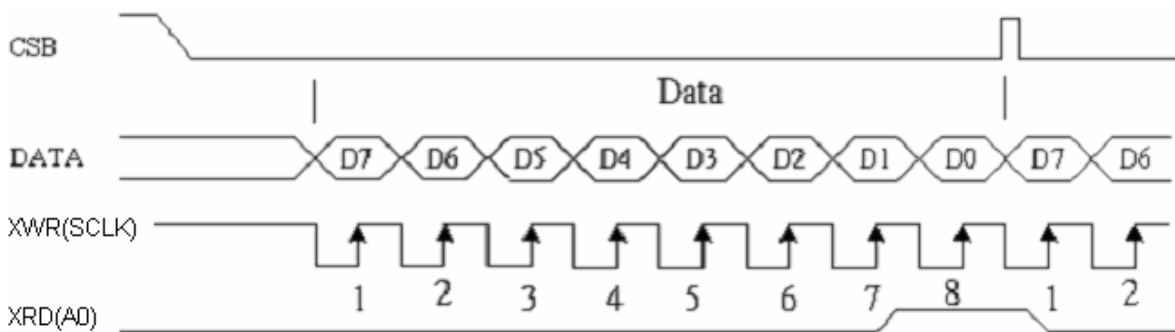 CSB
Data
DATA D7 D6 D5 D4 D3 D2 D1 D0 D7 D6
XWR(SCLK)
1 2 3 4 5 6 7 8 1 2
XRD(A0)